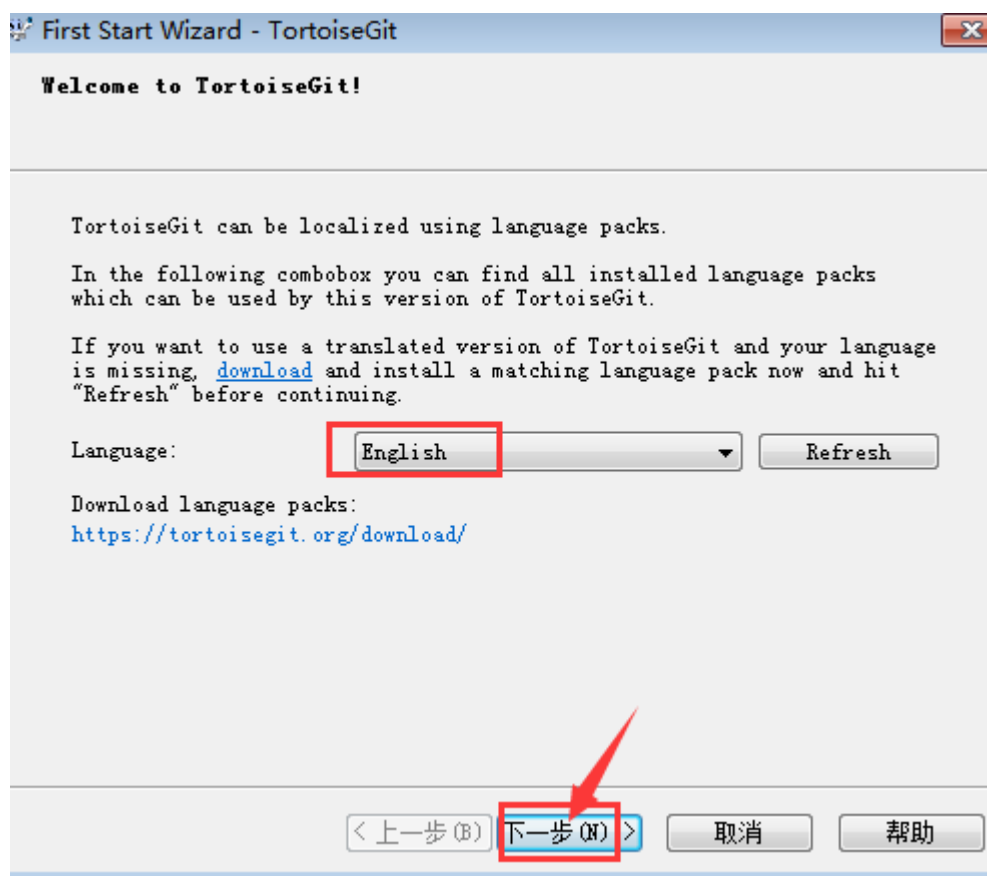 First Start Wizard - TortoiseGit
Welcome to TortoiseGit!
TortoiseGit can be localized using language packs.
In the following combobox you can find all installed language packs
which can be used by this version of TortoiseGit.
If you want to use a translated version of TortoiseGit and your language
is missing, download and install a matching language pack now and hit
"Refresh" before continuing.
Language: English Refresh
Download language packs:
https://tortoisegit.org/download/
< 上一步(B) 下一步(N) > 取消 帮助